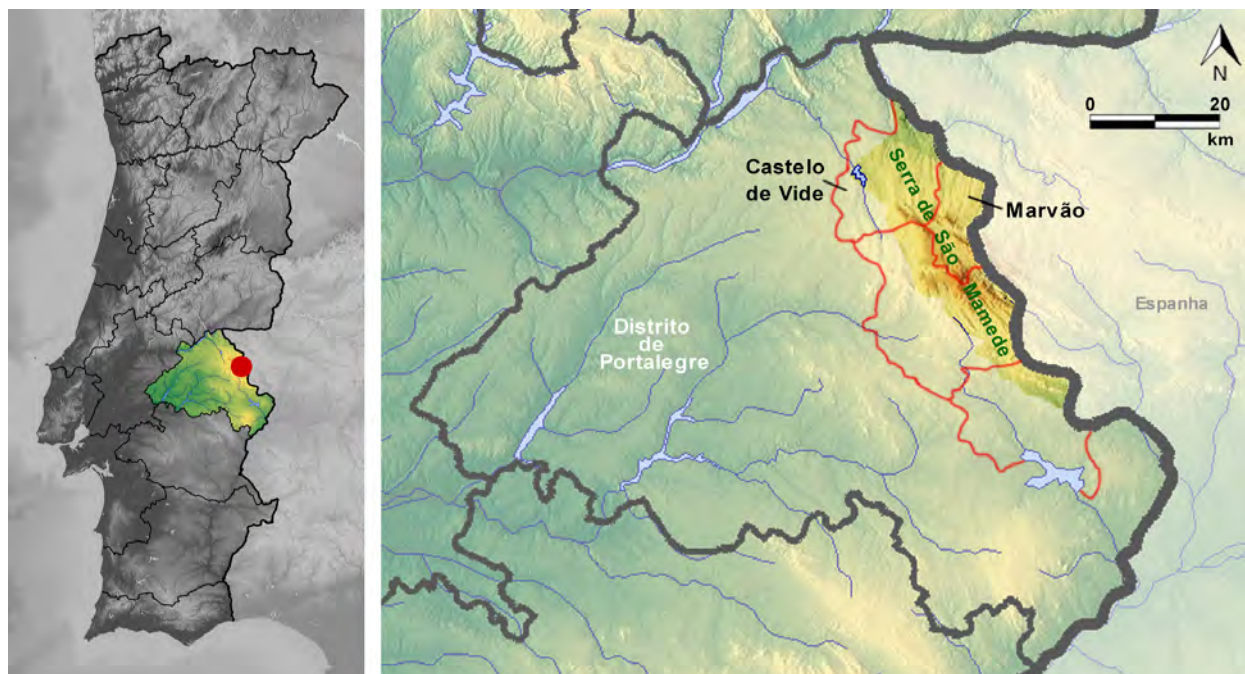 N
0 20
km
Castelo
de Vide
Serra de São Mamede
Marvão
Espanha
Distrito
de
Portalegre